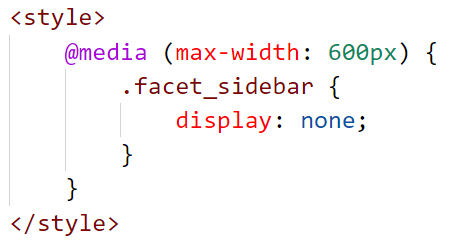 <style>
    @media (max-width: 600px) {
        .facet_sidebar {
            display: none;
        }
    }
</style>